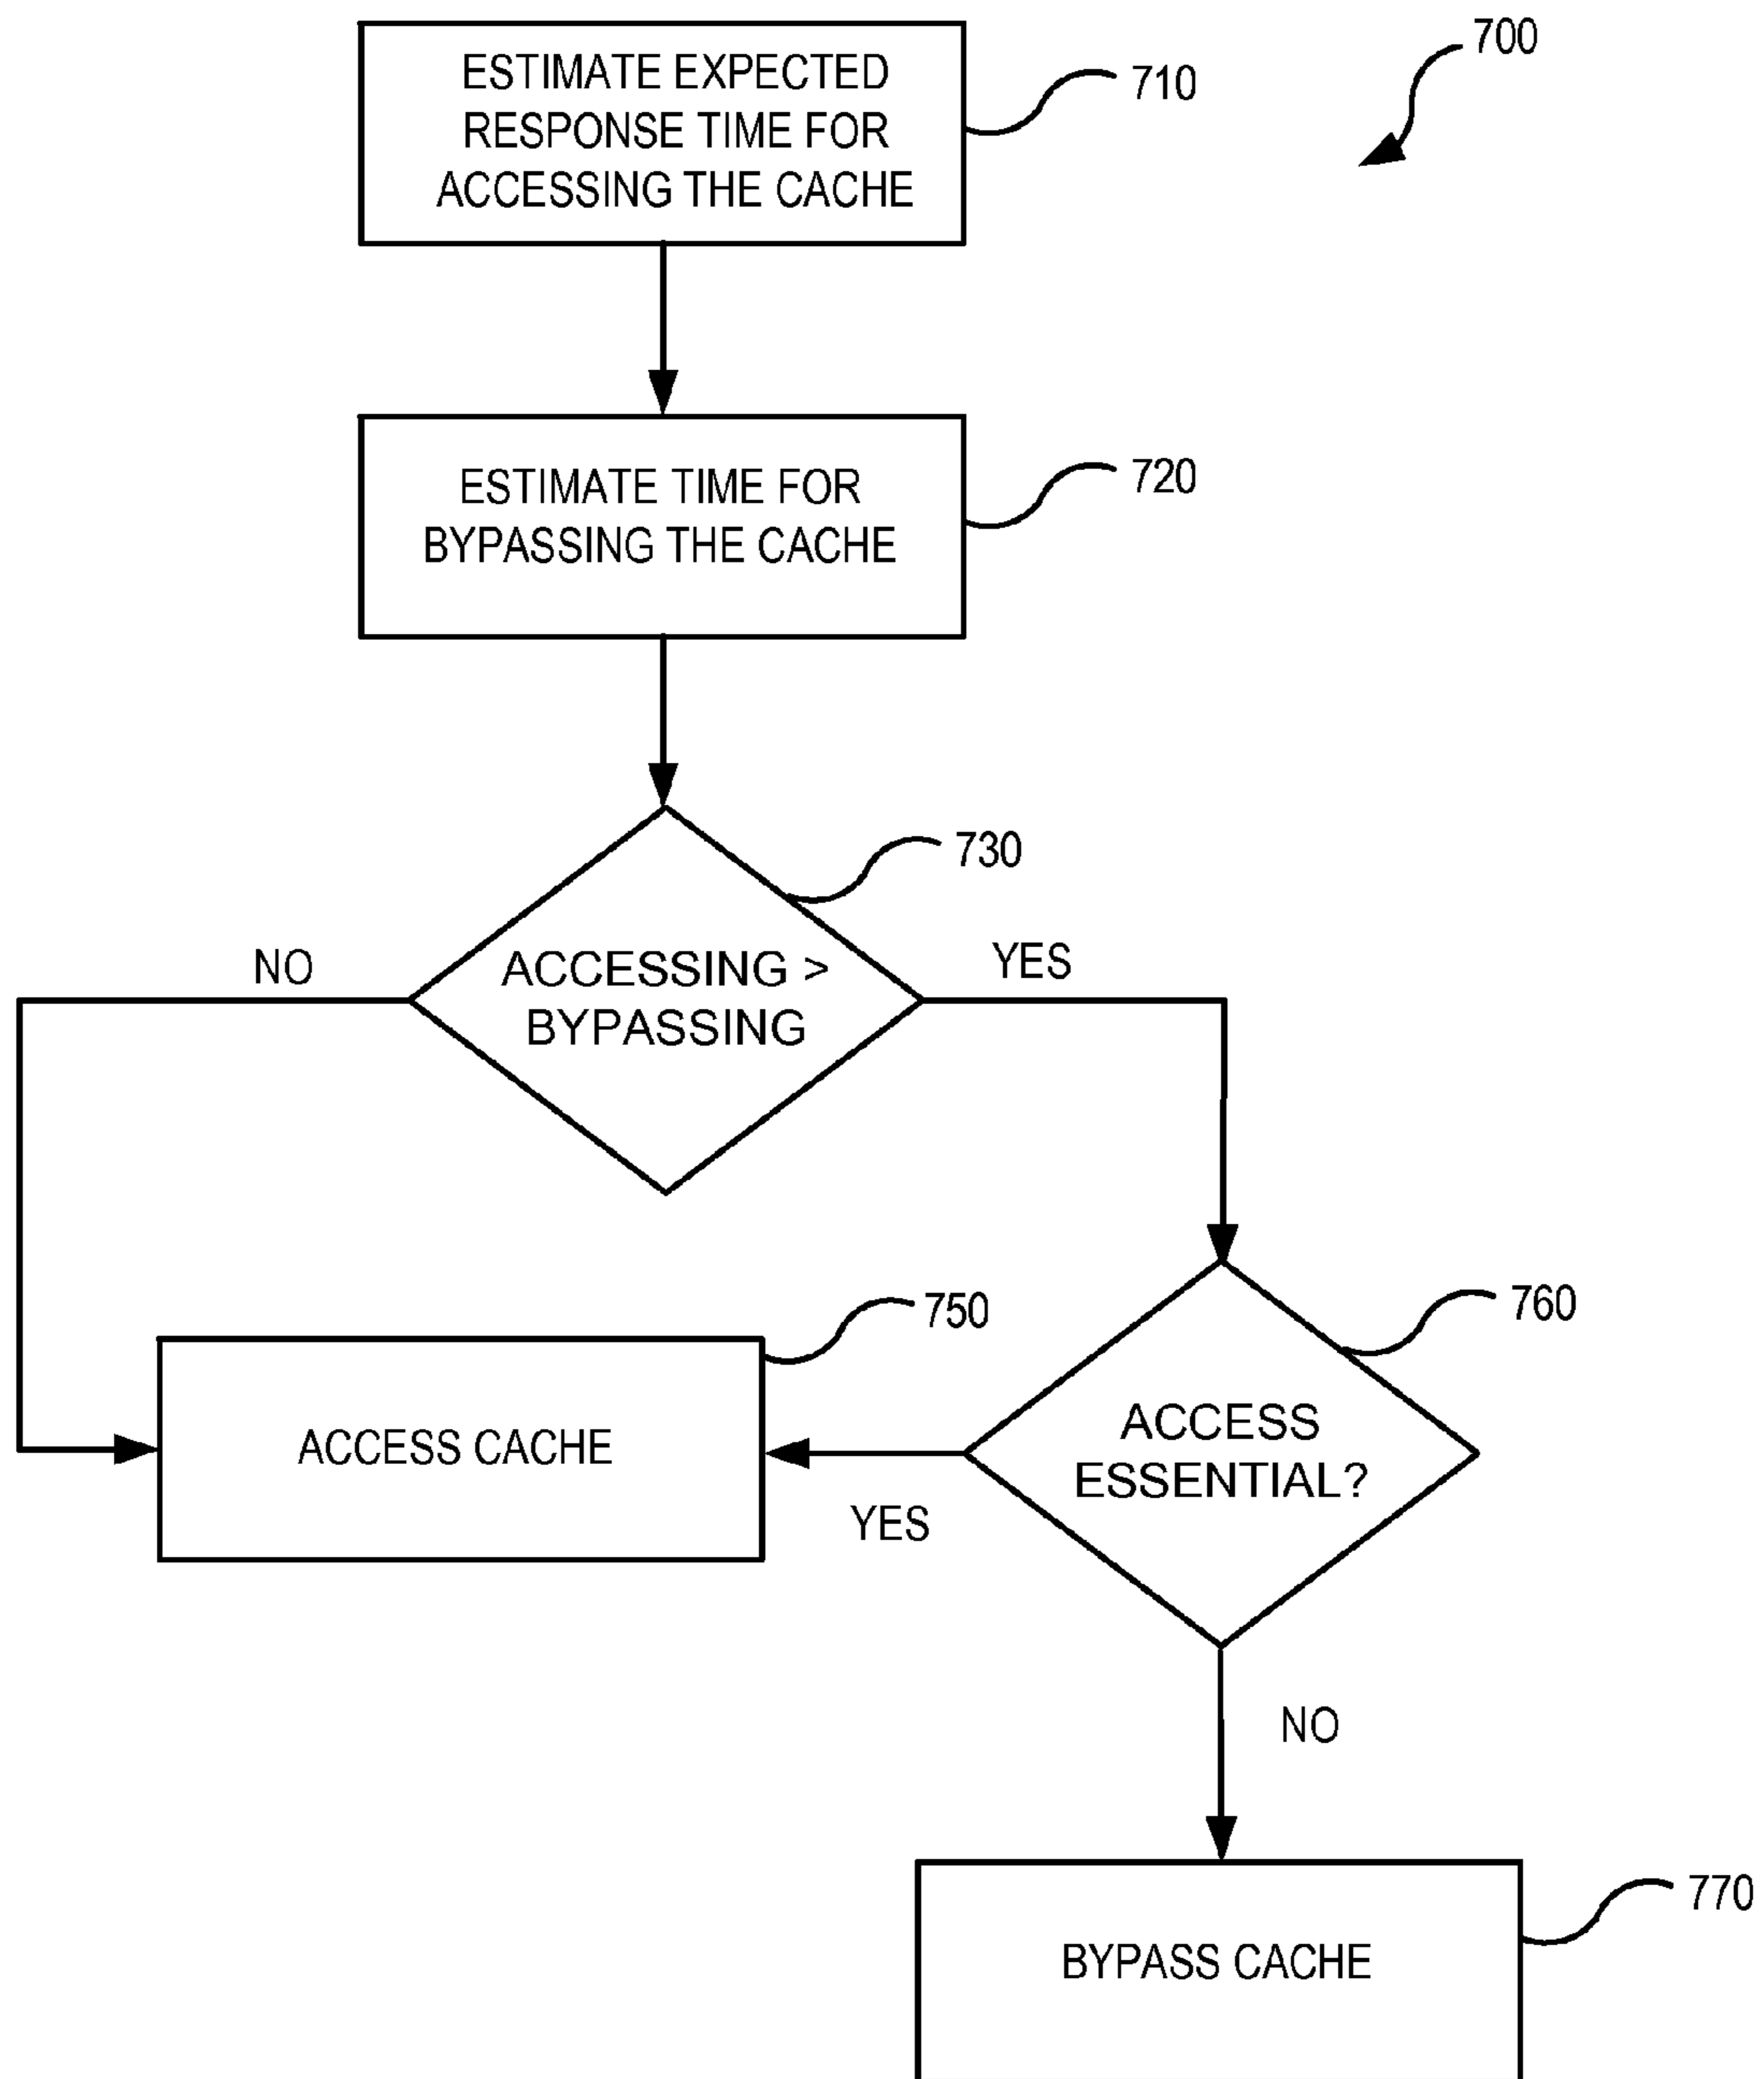 700
ESTIMATE EXPECTED
RESPONSE TIME FOR
ACCESSING THE CACHE
710
ESTIMATE TIME FOR
BYPASSING THE CACHE
720
730
ACCESSING >
BYPASSING
NO
YES
750
ACCESS CACHE
760
ACCESS
ESSENTIAL?
YES
NO
770
BYPASS CACHE